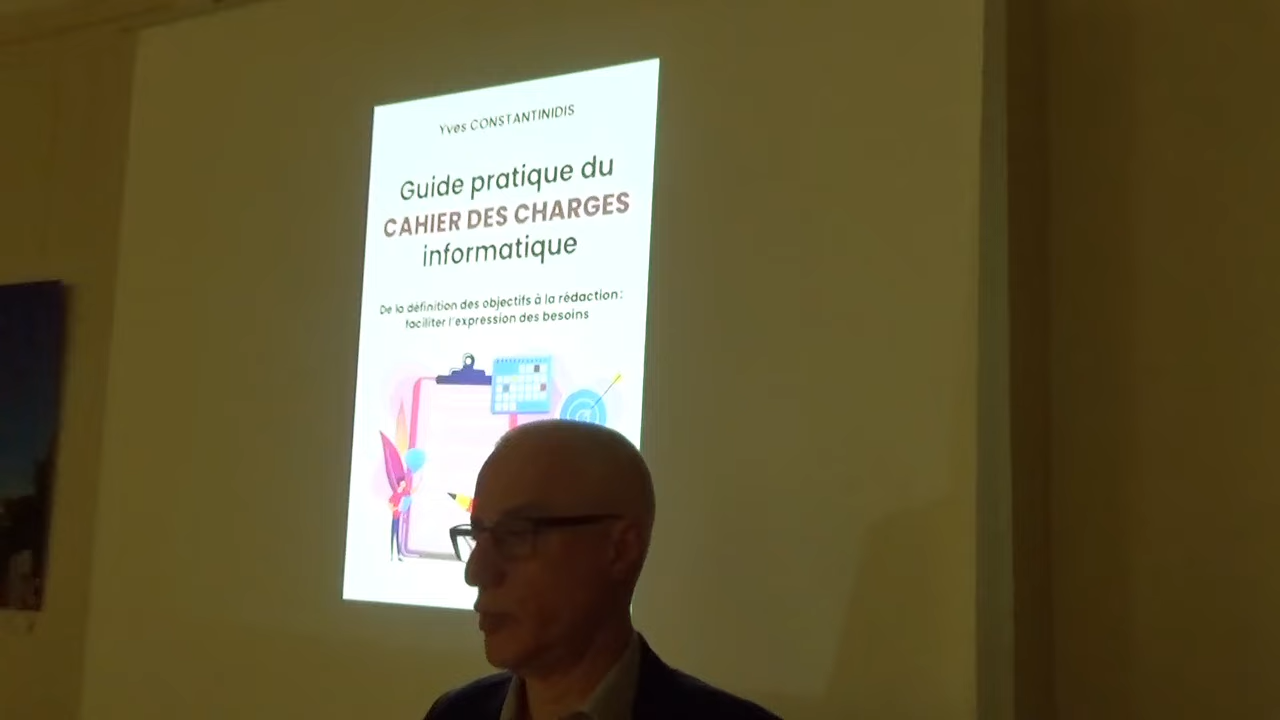 Yves CONSTANTINIDIS
Guide pratique du
CAHIER DES CHARGES
informatique
De la définition des objectifs à la rédaction :
faciliter l'expression des besoins